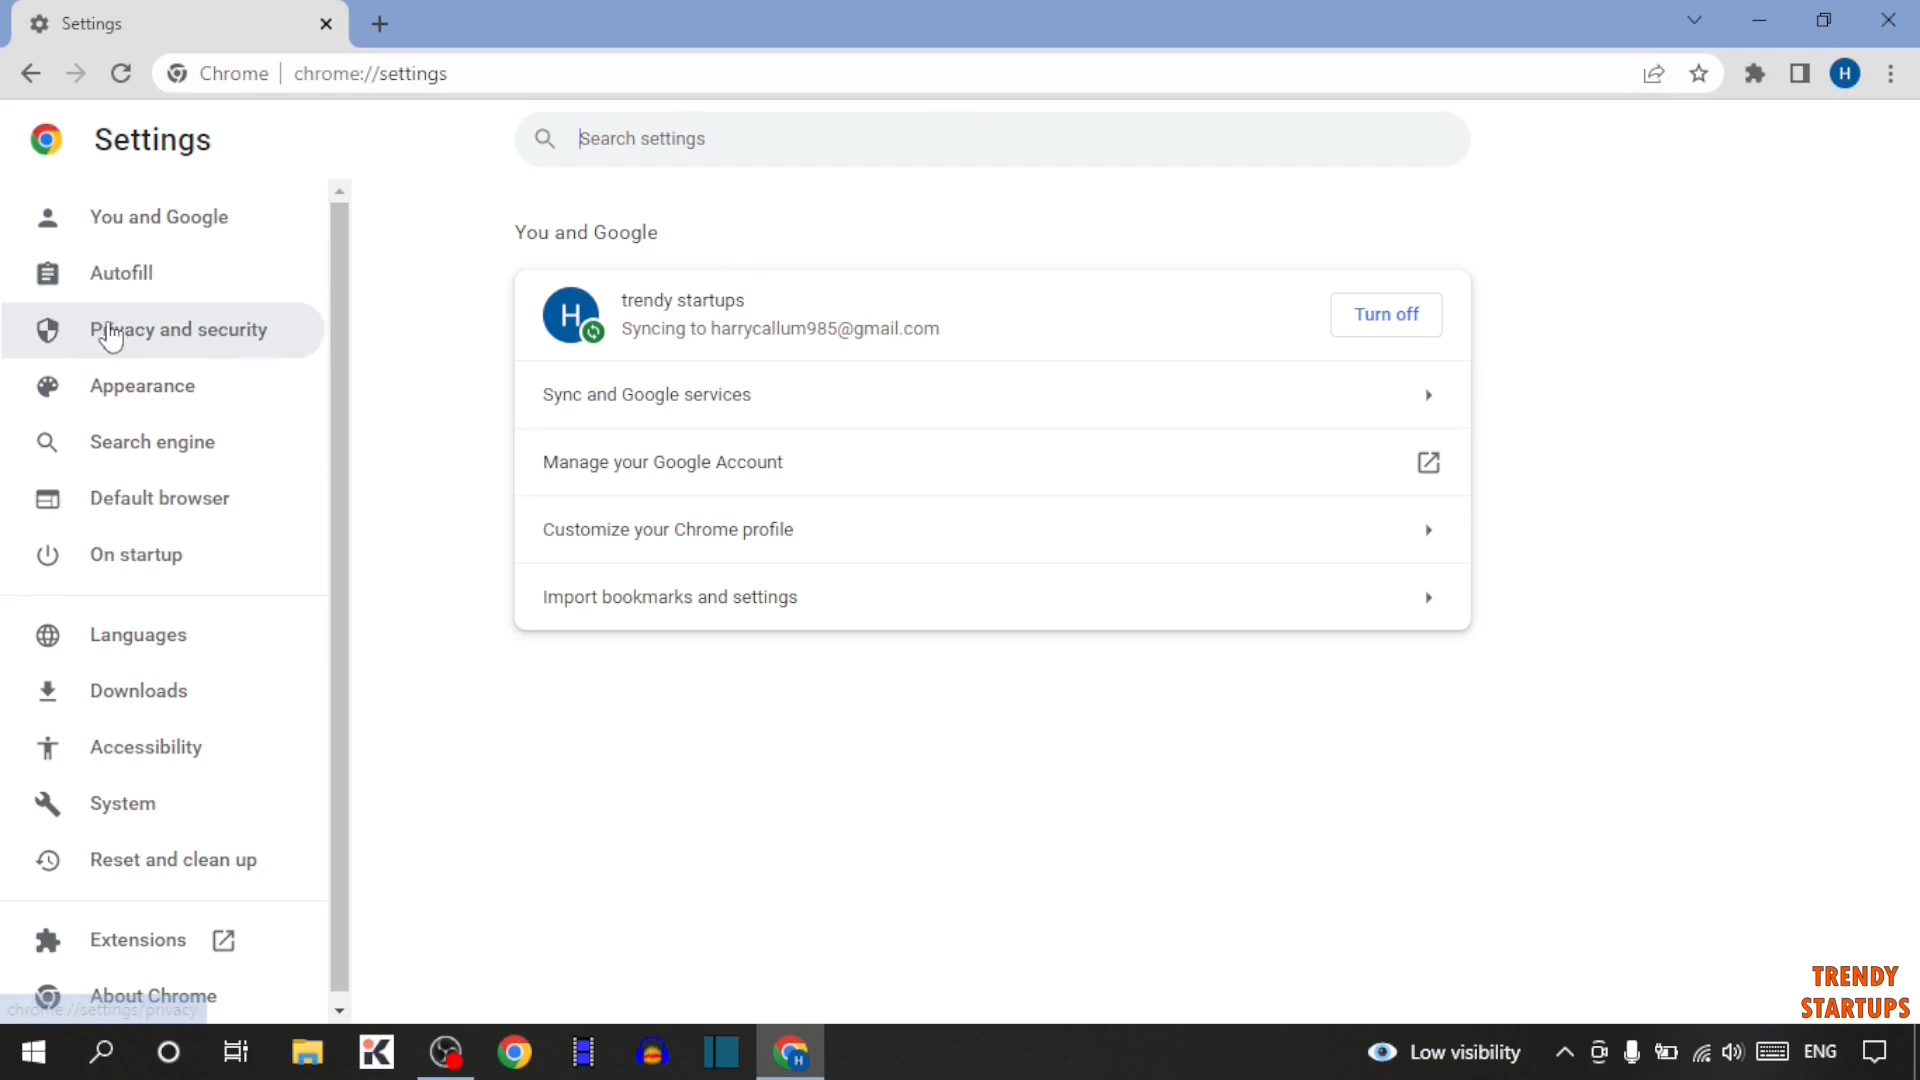 Settings
Chrome
chrome://settings
Settings
Search settings
You and Google
Autofill
Privacy and security
Appearance
Search engine
Default browser
On startup
Languages
Downloads
Accessibility
System
Reset and clean up
Extensions
About Chrome
chrome://settings/privacy
You and Google
H
trendy startups
Syncing to harrycallum985@gmail.com
Turn off
Sync and Google services
Manage your Google Account
Customize your Chrome profile
Import bookmarks and settings
H
TRENDY
STARTUPS
K
H
Low visibility
ENG